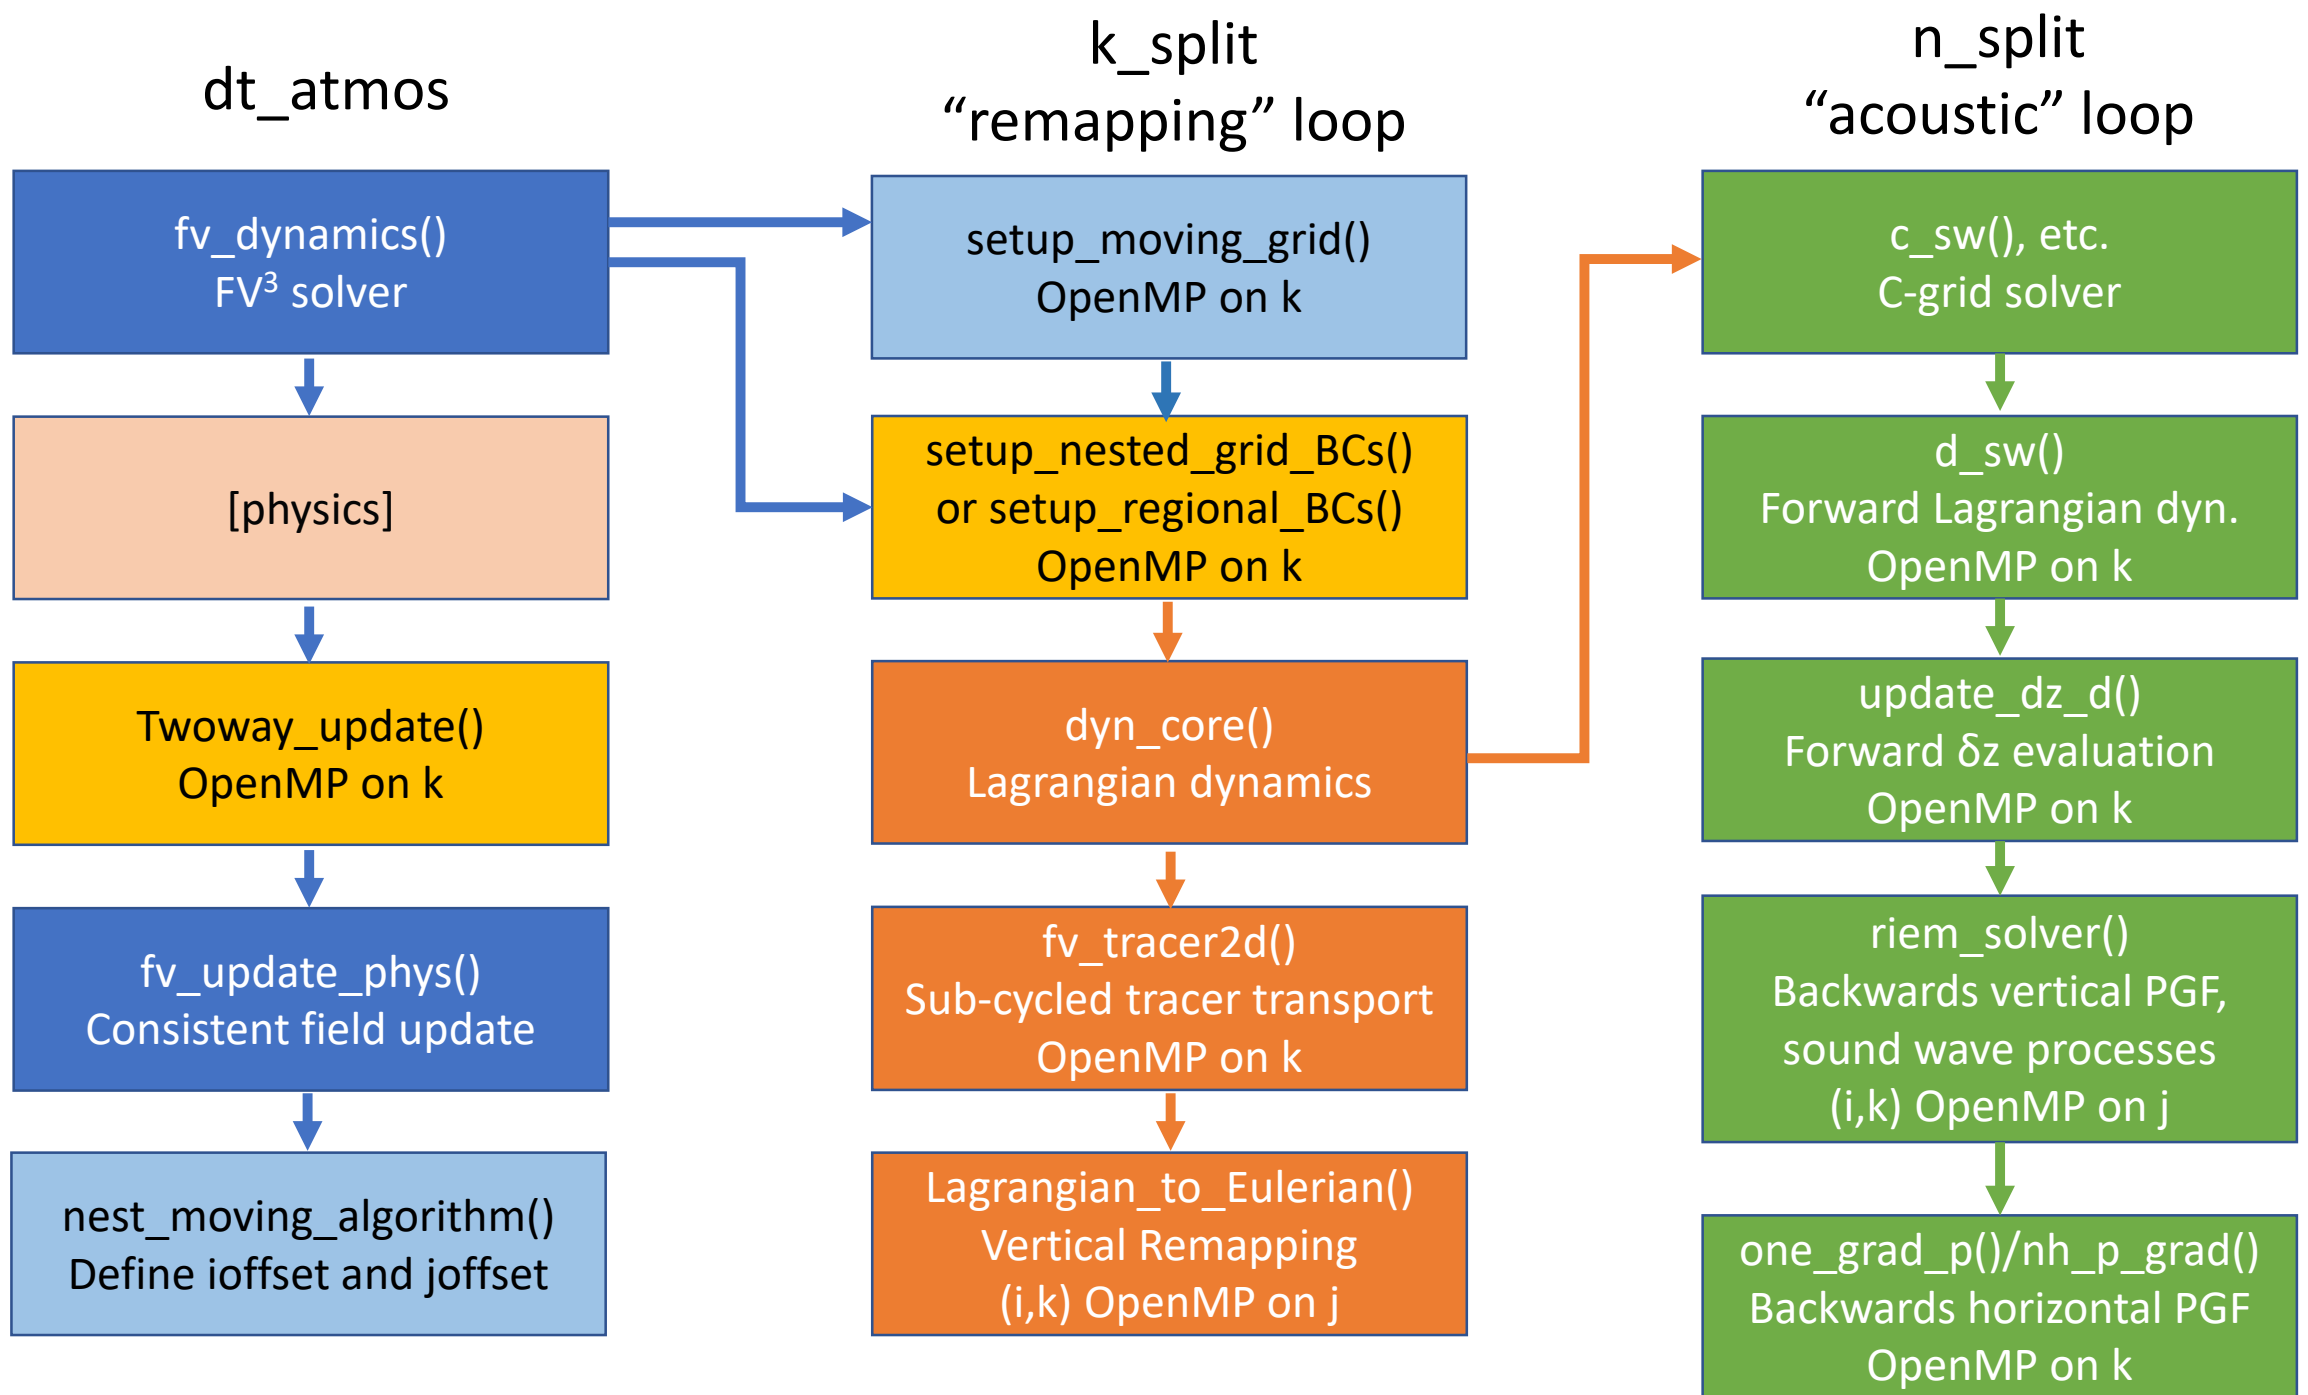 dt_atmos
fv_dynamics()
FV³ solver
[physics]
Twoway_update()
OpenMP on k
fv_update_phys()
Consistent field update
nest_moving_algorithm()
Define ioffset and joffset
k_split
“remapping” loop
setup_moving_grid()
OpenMP on k
setup_nested_grid_BCs()
or setup_regional_BCs()
OpenMP on k
dyn_core()
Lagrangian dynamics
fv_tracer2d()
Sub-cycled tracer transport
OpenMP on k
Lagrangian_to_Eulerian()
Vertical Remapping
(i,k) OpenMP on j
n_split
“acoustic” loop
c_sw(), etc.
C-grid solver
d_sw()
Forward Lagrangian dyn.
OpenMP on k
update_dz_d()
Forward δz evaluation
OpenMP on k
riem_solver()
Backwards vertical PGF,
sound wave processes
(i,k) OpenMP on j
one_grad_p()/nh_p_grad()
Backwards horizontal PGF
OpenMP on k